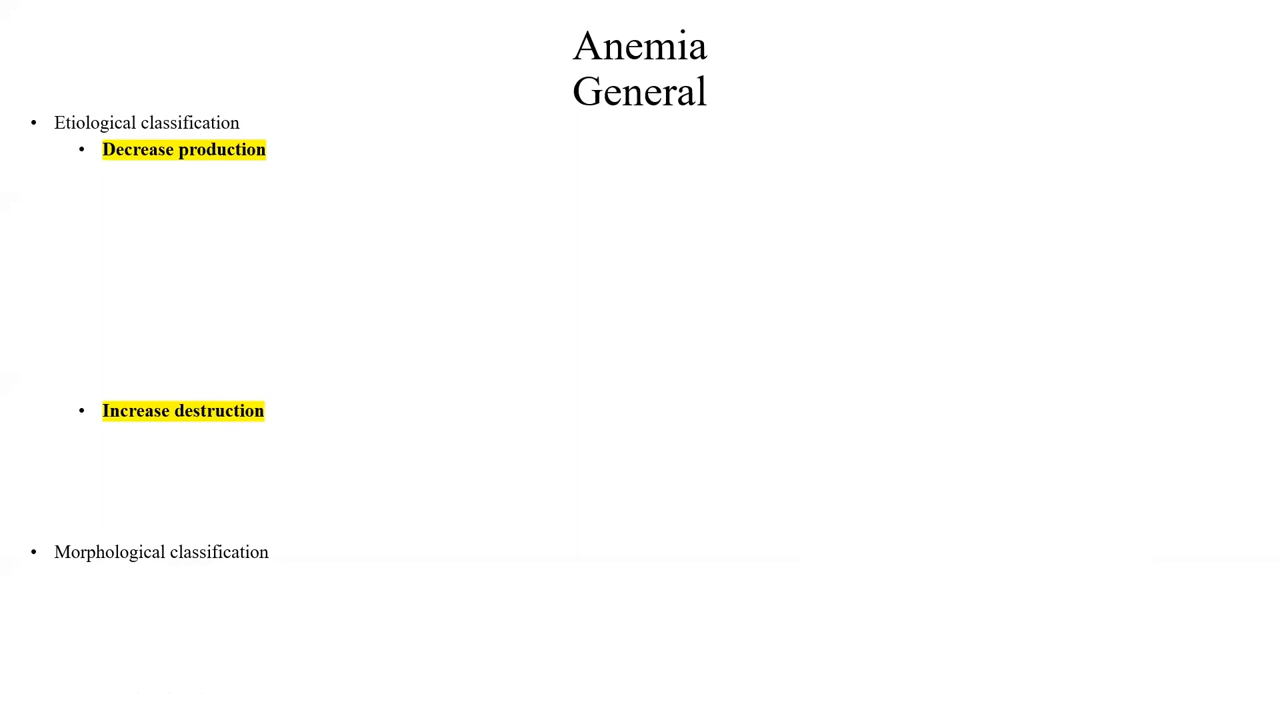 Anemia
General
• Etiological classification
• Decrease production
• Increase destruction
• Morphological classification